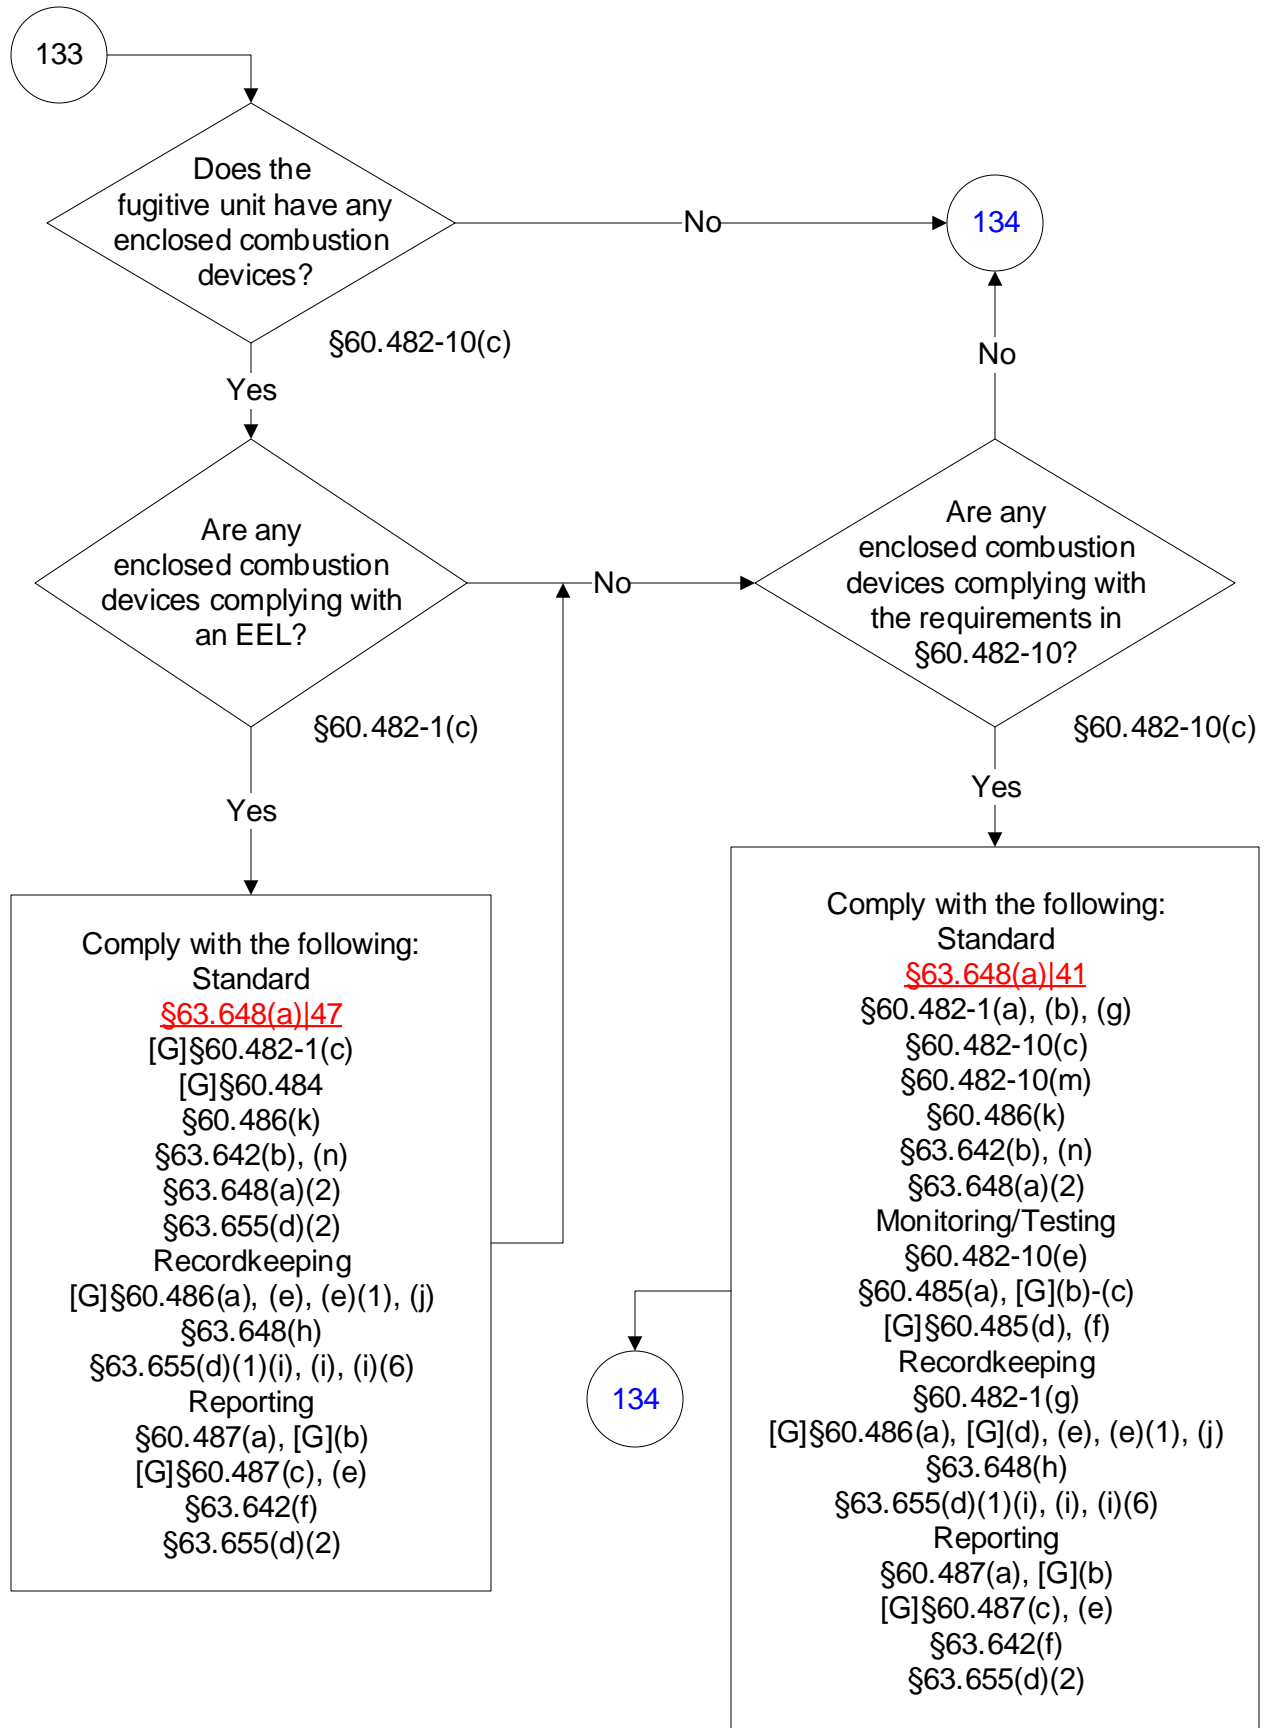 133
Does the
fugitive unit have any
enclosed combustion
devices?
No
134
§60.482-10(c)
Yes
No
Are any
enclosed combustion
devices complying with
an EEL?
No
Are any
enclosed combustion
devices complying with
the requirements in
§60.482-10?
§60.482-1(c)
§60.482-10(c)
Yes
Yes
Comply with the following:
Standard
§63.648(a)|47
[G]§60.482-1(c)
[G]§60.484
§60.486(k)
§63.642(b), (n)
§63.648(a)(2)
§63.655(d)(2)
Recordkeeping
[G]§60.486(a), (e), (e)(1), (j)
§63.648(h)
§63.655(d)(1)(i), (i), (i)(6)
Reporting
§60.487(a), [G](b)
[G]§60.487(c), (e)
§63.642(f)
§63.655(d)(2)
134
Comply with the following:
Standard
§63.648(a)|41
§60.482-1(a), (b), (g)
§60.482-10(c)
§60.482-10(m)
§60.486(k)
§63.642(b), (n)
§63.648(a)(2)
Monitoring/Testing
§60.482-10(e)
§60.485(a), [G](b)-(c)
[G]§60.485(d), (f)
Recordkeeping
§60.482-1(g)
[G]§60.486(a), [G](d), (e), (e)(1), (j)
§63.648(h)
§63.655(d)(1)(i), (i), (i)(6)
Reporting
§60.487(a), [G](b)
[G]§60.487(c), (e)
§63.642(f)
§63.655(d)(2)